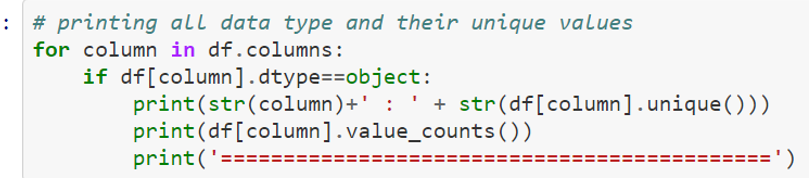 : # printing all data type and their unique values
for column in df.columns:
    if df[column].dtype==object:
        print(str(column)+' : ' + str(df[column].unique()))
        print(df[column].value_counts())
        print('============================================')